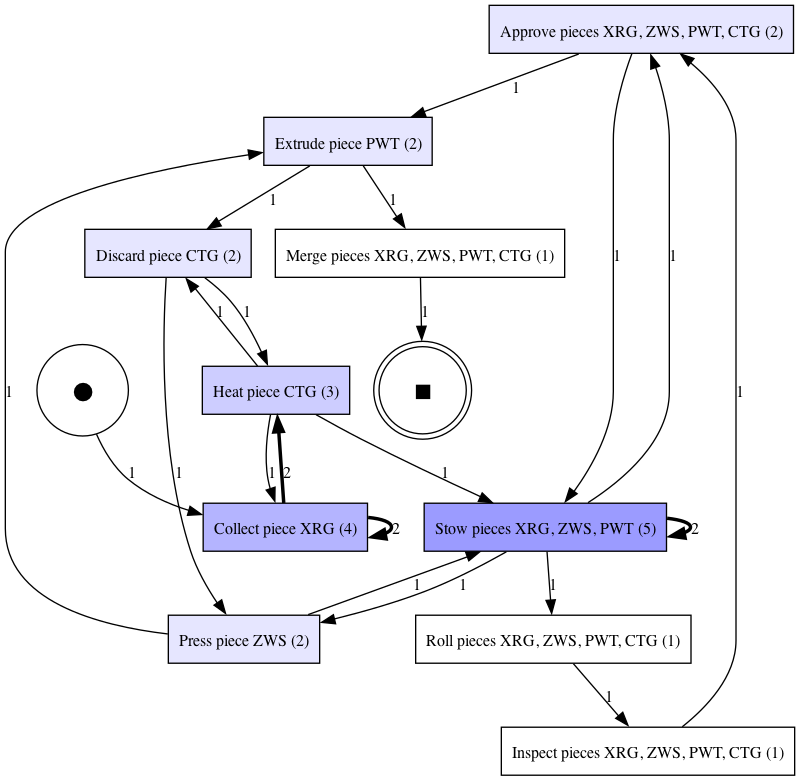 Approve pieces XRG, ZWS, PWT, CTG (2)
1
Extrude piece PWT (2)
1
1
Discard piece CTG (2)
Merge pieces XRG, ZWS, PWT, CTG (1)
1
1
1
1
1
Heat piece CTG (3)
1
1
1
1
1
2
1
Collect piece XRG (4)
2
Stow pieces XRG, ZWS, PWT (5)
2
1
1
1
Press piece ZWS (2)
Roll pieces XRG, ZWS, PWT, CTG (1)
1
Inspect pieces XRG, ZWS, PWT, CTG (1)